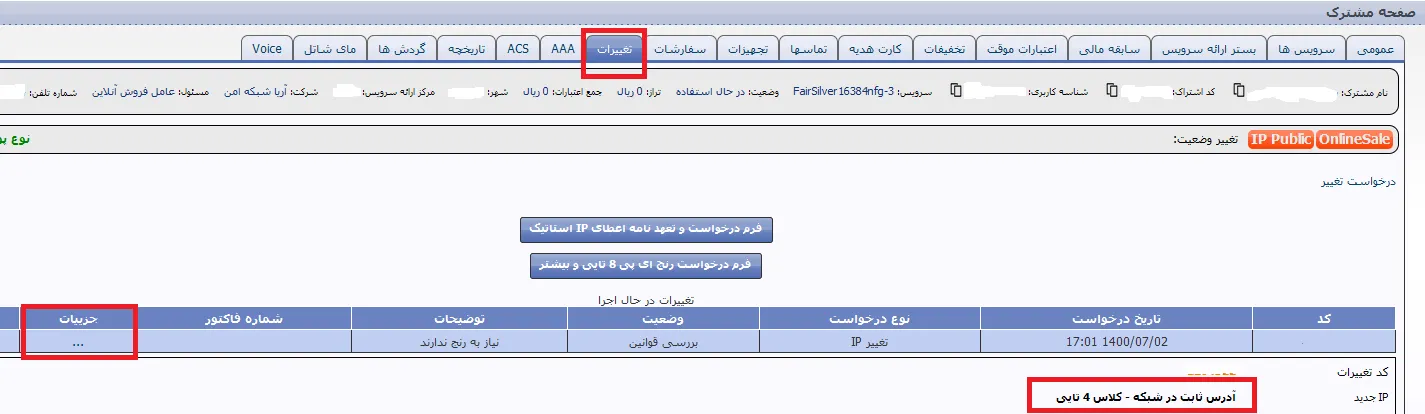 صفحه مشترک
عمومی سرویس ها بستر ارائه سرویس سابقه مالی اعتبارات موقت تخفیفات کارت هدیه تماسها تجهیزات سفارشات تغییرات AAA ACS تاریخچه گردش ها مای شاتل Voice
نام مشترک: کد اشتراک: شناسه کاربری: سرویس: FairSilver16384nfg-3 وضعیت: در حال استفاده تراز: 0 ریال جمع اعتبارات: 0 ریال شهر: مرکز ارائه سرویس: شرکت: آریا شبکه امن مسئول: عامل فروش آنلاین شماره تلفن:
OnlineSale IP Public تغییر وضعیت: نوع
درخواست تغییر
فرم درخواست و تعهد نامه اعطای IP استاتیک
فرم درخواست رنج آی پی 8 تایی و بیشتر
تغییرات در حال اجرا
کد تاریخ درخواست نوع درخواست وضعیت توضیحات شماره فاکتور جزییات
1400/07/02 17:01 تغییر IP بررسی قوانین نیاز به رنج ندارند ...
کد تغییرات
IP جدید آدرس ثابت در شبکه - کلاس 4 تایی